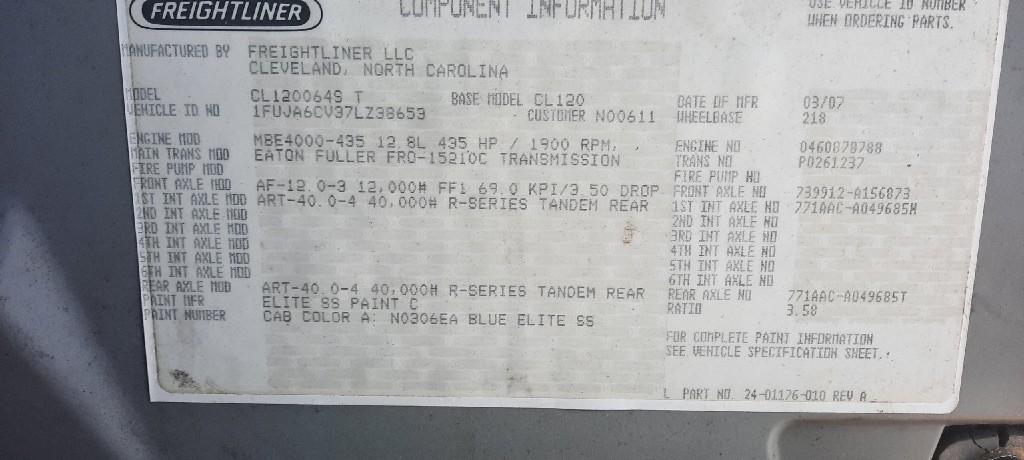 FREIGHTLINER
COMPONENT INFORMATION
USE VEHICLE ID NUMBER
WHEN ORDERING PARTS.
MANUFACTURED BY FREIGHTLINER LLC
CLEVELAND, NORTH CAROLINA
MODEL CL120064S T BASE MODEL CL120 DATE OF MFR 03/07
VEHICLE ID NO 1FUJA6CV37LZ38653 CUSTOMER NO0611 WHEELBASE 218
ENGINE MOD MBE4000-435 12.8L 435 HP / 1900 RPM, ENGINE NO 0460878788
MAIN TRANS MOD EATON FULLER FRO-15210C TRANSMISSION TRANS NO P0261237
FIRE PUMP MOD FIRE PUMP NO
FRONT AXLE MOD AF-12.0-3 12,000# FF1 69.0 KPI/3.50 DROP FRONT AXLE NO 739912-A156873
1ST INT AXLE MOD ART-40.0-4 40,000# R-SERIES TANDEM REAR 1ST INT AXLE NO 771AAC-A049685H
2ND INT AXLE MOD 2ND INT AXLE NO
3RD INT AXLE MOD 3RD INT AXLE NO
4TH INT AXLE MOD 4TH INT AXLE NO
5TH INT AXLE MOD 5TH INT AXLE NO
6TH INT AXLE MOD 6TH INT AXLE NO
REAR AXLE MOD ART-40.0-4 40,000# R-SERIES TANDEM REAR REAR AXLE NO 771AAC-A049685T
PAINT MFR ELITE SS PAINT C RATIO 3.58
PAINT NUMBER CAB COLOR A: N0306EA BLUE ELITE SS
FOR COMPLETE PAINT INFORMATION
SEE VEHICLE SPECIFICATION SHEET.
L PART NO. 24-01176-010 REV A